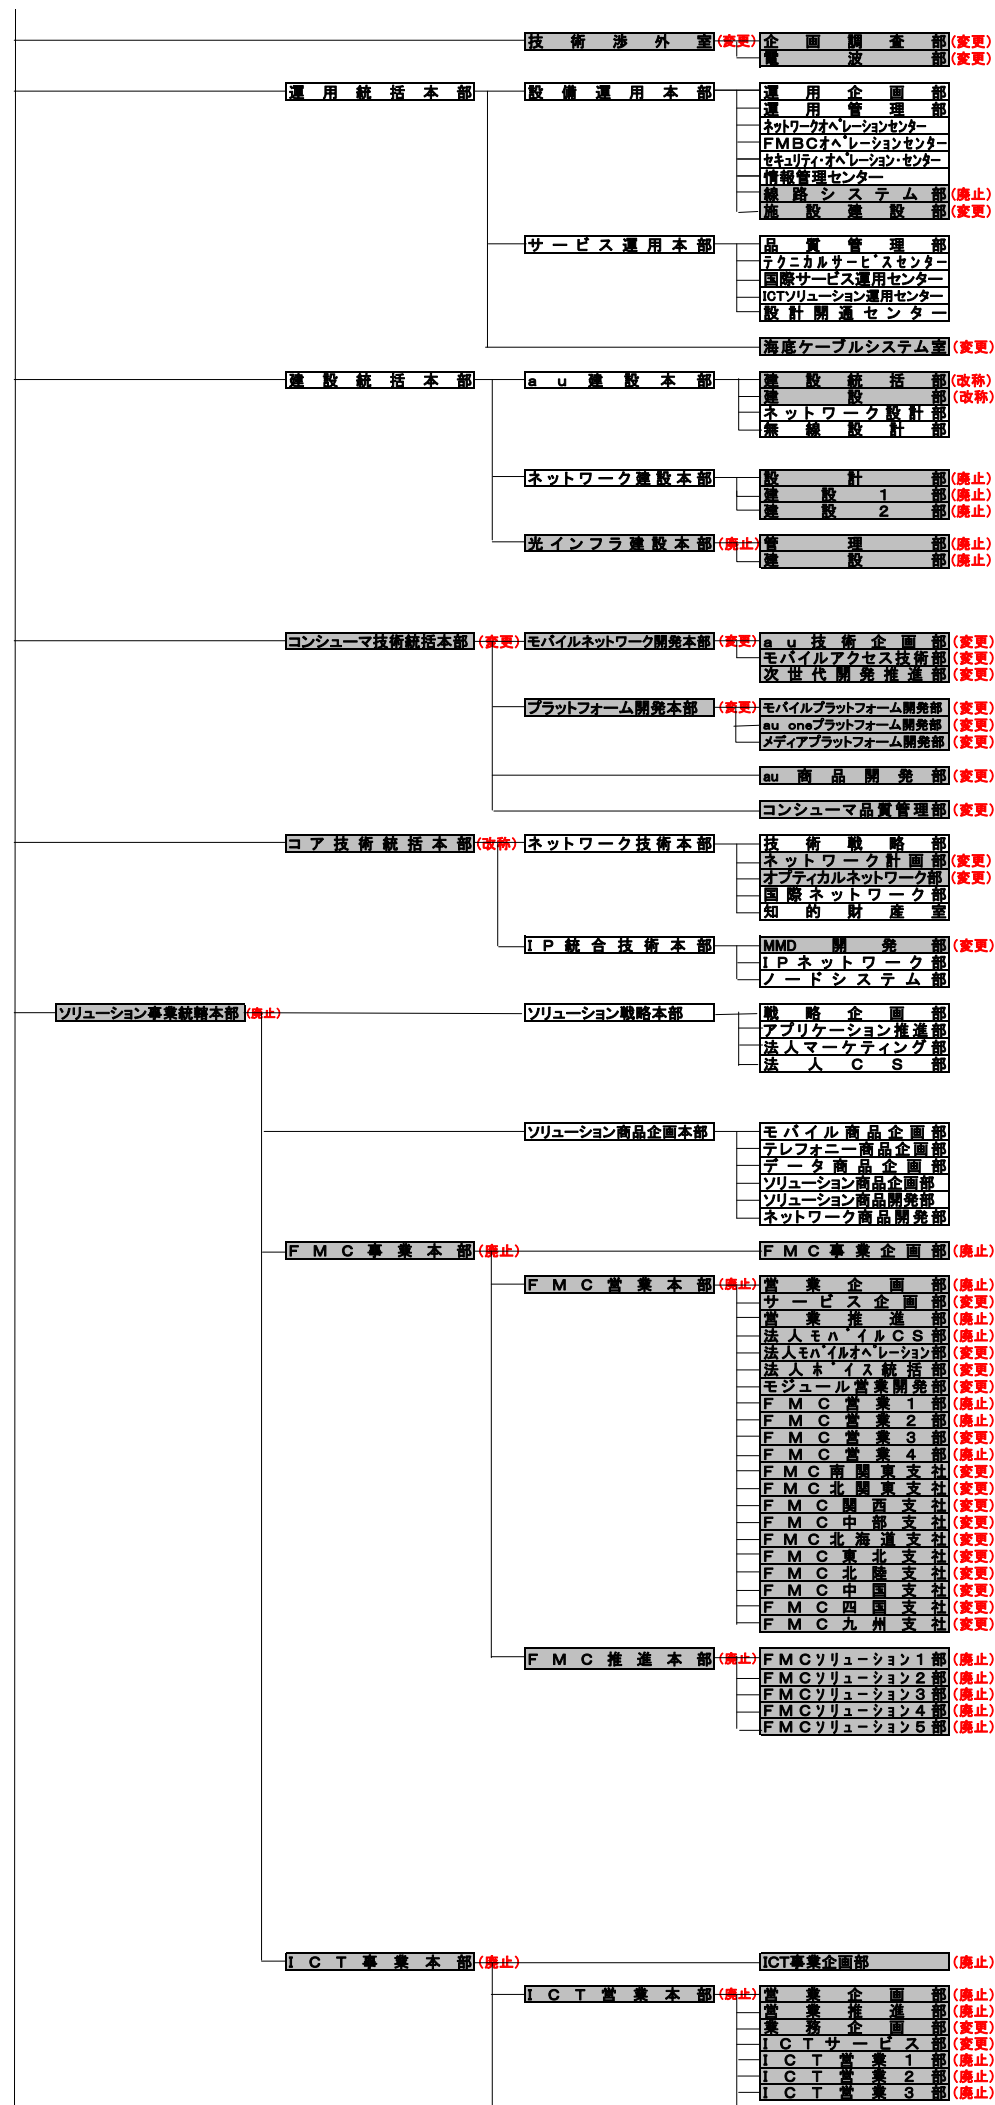 技術渉外室(変更) 企画調査部(変更)
電波部(変更)
運用統括本部 設備運用本部 運用企画部
運用管理部
ネットワークオペレーションセンター
FMBCオペレーションセンター
セキュリティ・オペレーション・センター
情報管理センター
線路システム部(廃止)
施設建設部(変更)
サービス運用本部 品質管理部
テクニカルサービスセンター
国際サービス運用センター
ICTソリューション運用センター
設計開通センター
海底ケーブルシステム室(変更)
建設統括本部 au建設本部 建設統括部(改称)
建設部(改称)
ネットワーク設計部
無線設計部
ネットワーク建設本部 設計部(廃止)
建設1部(廃止)
建設2部(廃止)
光インフラ建設本部(廃止) 管理部(廃止)
建設部(廃止)
コンシューマ技術統括本部(変更) モバイルネットワーク開発本部(変更) au技術企画部(変更)
モバイルアクセス技術部(変更)
次世代開発推進部(変更)
プラットフォーム開発本部(変更) モバイルプラットフォーム開発部(変更)
au oneプラットフォーム開発部(変更)
メディアプラットフォーム開発部(変更)
au商品開発部(変更)
コンシューマ品質管理部(変更)
コア技術統括本部(改称) ネットワーク技術本部 技術戦略部
ネットワーク計画部(変更)
オプティカルネットワーク部(変更)
国際ネットワーク部
知的財産室
IP統合技術本部 MMD開発部(変更)
IPネットワーク部
ノードシステム部
ソリューション事業統轄本部(廃止) ソリューション戦略本部 戦略企画部
アプリケーション推進部
法人マーケティング部
法人CS部
ソリューション商品企画本部 モバイル商品企画部
テレフォニー商品企画部
データ商品企画部
ソリューション商品企画部
ソリューション商品開発部
ネットワーク商品開発部
FMC事業本部(廃止) FMC事業企画部(廃止)
FMC営業本部(廃止) 営業企画部(廃止)
サービス企画部(変更)
営業推進部(廃止)
法人モバイルCS部(廃止)
法人モバイルオペレーション部(変更)
法人ボイス統括部(変更)
モジュール営業開発部(変更)
FMC営業1部(廃止)
FMC営業2部(廃止)
FMC営業3部(変更)
FMC営業4部(廃止)
FMC南関東支社(変更)
FMC北関東支社(変更)
FMC関西支社(変更)
FMC中部支社(変更)
FMC北海道支社(変更)
FMC東北支社(変更)
FMC北陸支社(変更)
FMC中国支社(変更)
FMC四国支社(変更)
FMC九州支社(変更)
FMC推進本部(廃止) FMCソリューション1部(廃止)
FMCソリューション2部(廃止)
FMCソリューション3部(廃止)
FMCソリューション4部(廃止)
FMCソリューション5部(廃止)
ICT事業本部(廃止) ICT事業企画部(廃止)
ICT営業本部(廃止) 営業企画部(廃止)
営業推進部(廃止)
業務企画部(変更)
ICTサービス部(変更)
ICT営業1部(廃止)
ICT営業2部(廃止)
ICT営業3部(廃止)